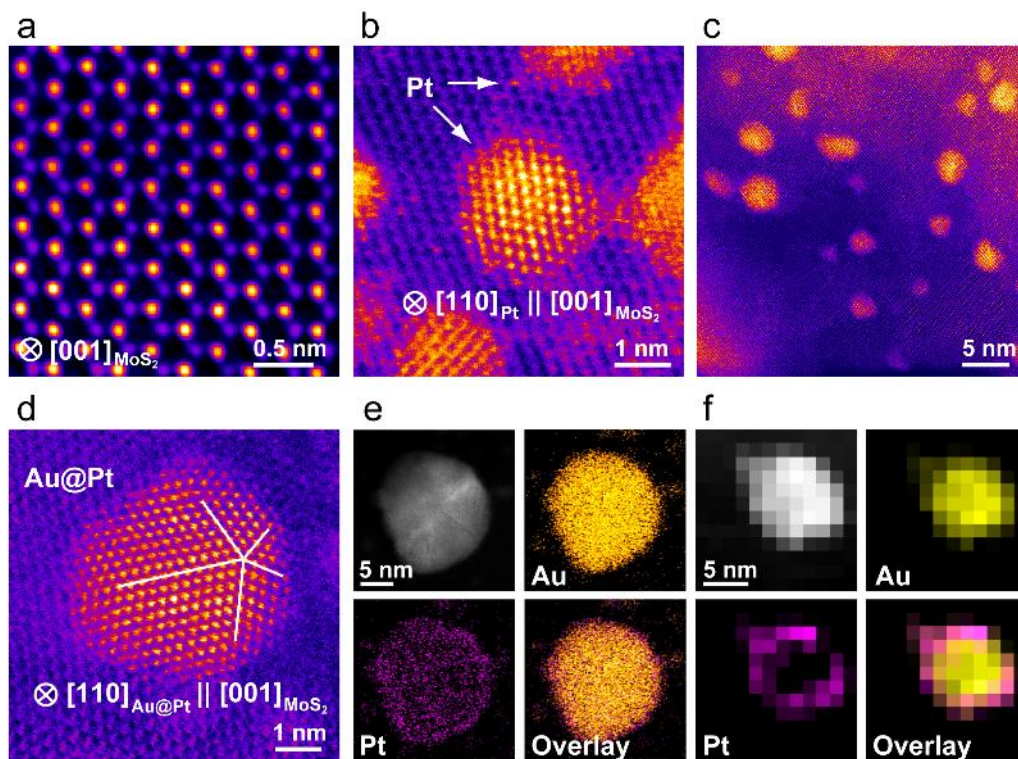 a
b
c
Pt
⊗ [001]MoS₂
0.5 nm
⊗ [110]Pt || [001]MoS₂
1 nm
5 nm
d
e
f
Au@Pt
⊗ [110]Au@Pt || [001]MoS₂
1 nm
5 nm
Au
5 nm
Au
Pt
Overlay
Pt
Overlay